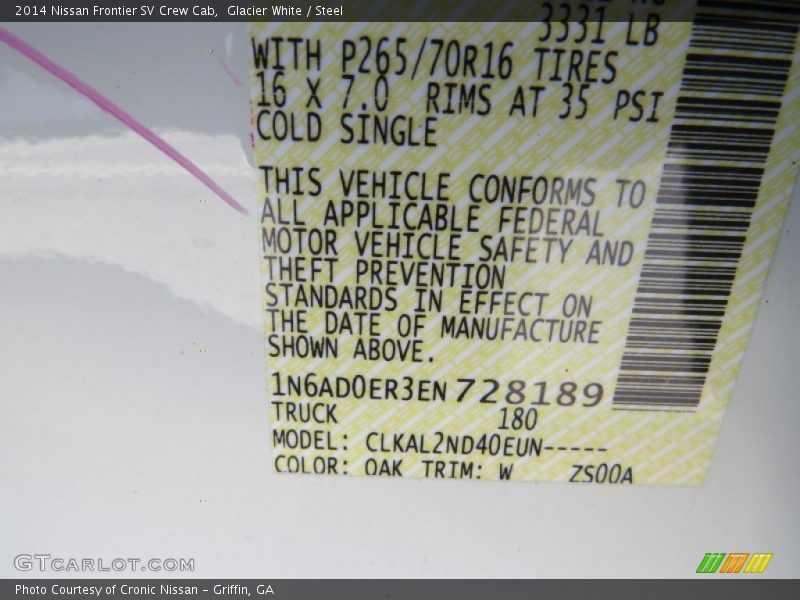 2014 Nissan Frontier SV Crew Cab,  Glacier White / Steel
3331 LB
WITH P265/70R16 TIRES
16 X 7.0 RIMS AT 35 PSI
COLD SINGLE
THIS VEHICLE CONFORMS TO
ALL APPLICABLE FEDERAL
MOTOR VEHICLE SAFETY AND
THEFT PREVENTION
STANDARDS IN EFFECT ON
THE DATE OF MANUFACTURE
SHOWN ABOVE.
1N6AD0ER3EN728189
TRUCK 180
MODEL: CLKAL2ND40EUN-----
COLOR: QAK TRIM: W ZS00A
GTCARLOT.COM
Photo Courtesy of Cronic Nissan - Griffin, GA